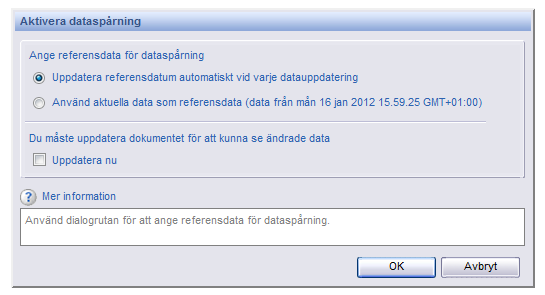 Aktivera dataspårning
Ange referensdata för dataspårning
Uppdatera referensdatum automatiskt vid varje datauppdatering
Använd aktuella data som referensdata (data från mån 16 jan 2012 15.59.25 GMT+01:00)
Du måste uppdatera dokumentet för att kunna se ändrade data
Uppdatera nu
? Mer information
Använd dialogrutan för att ange referensdata för dataspårning.
OK Avbryt